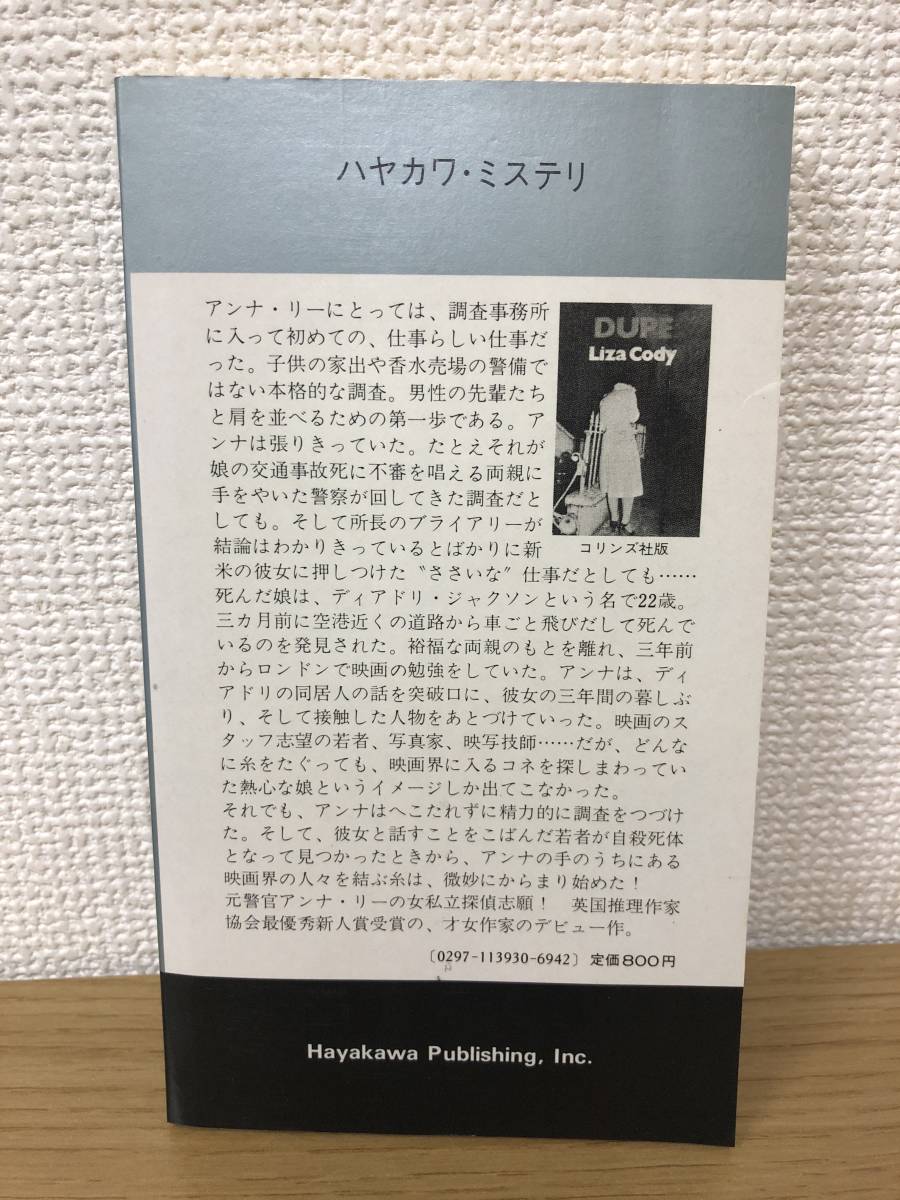 ハヤカワ・ミステリ
アンナ・リーにとっては、調査事務所
に入って初めての、仕事らしい仕事だ
った。子供の家出や香水売場の警備で
はない本格的な調査。男性の先輩たち
と肩を並べるための第一歩である。ア
ンナは張りきっていた。たとえそれが
娘の交通事故死に不審を唱える両親に
手をやいた警察が回してきた調査だと
しても。そして所長のブライアリーが
結論はわかりきっているとばかりに新
米の彼女に押しつけた〝ささいな〟仕事だとしても……
死んだ娘は、ディアドリ・ジャクソンという名で22歳。
三カ月前に空港近くの道路から車ごと飛びだして死んで
いるのを発見された。裕福な両親のもとを離れ、三年前
からロンドンで映画の勉強をしていた。アンナは、ディ
アドリの同居人の話を突破口に、彼女の三年間の暮しぶ
り、そして接触した人物をあとづけていった。映画のス
タッフ志望の若者、写真家、映写技師……だが、どんな
に糸をたぐっても、映画界に入るコネを探しまわってい
た熱心な娘というイメージしか出てこなかった。
それでも、アンナはへこたれずに精力的に調査をつづけ
た。そして、彼女と話すことをこばんだ若者が自殺死体
となって見つかったときから、アンナの手のうちにある
映画界の人々を結ぶ糸は、微妙にからまり始めた！
元警官アンナ・リーの女私立探偵志願！　英国推理作家
協会最優秀新人賞受賞の、才女作家のデビュー作。
DUPE
Liza Cody
コリンズ社版
〔0297-113930-6942〕 定価800円
Hayakawa Publishing, Inc.